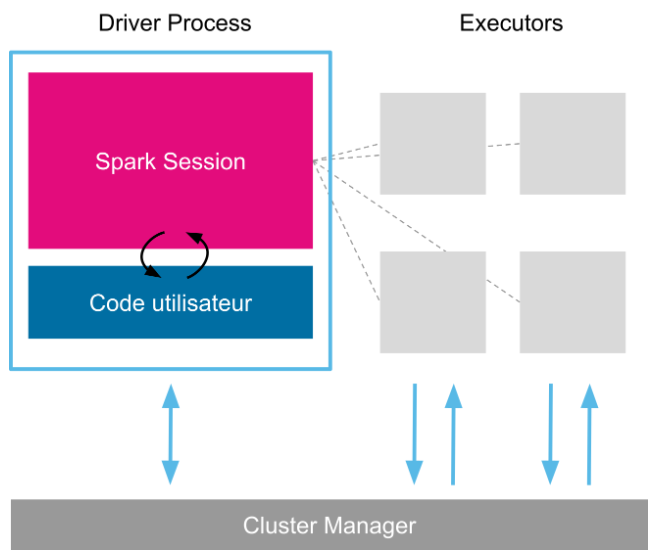 Driver Process
Executors
Spark Session
Code utilisateur
Cluster Manager